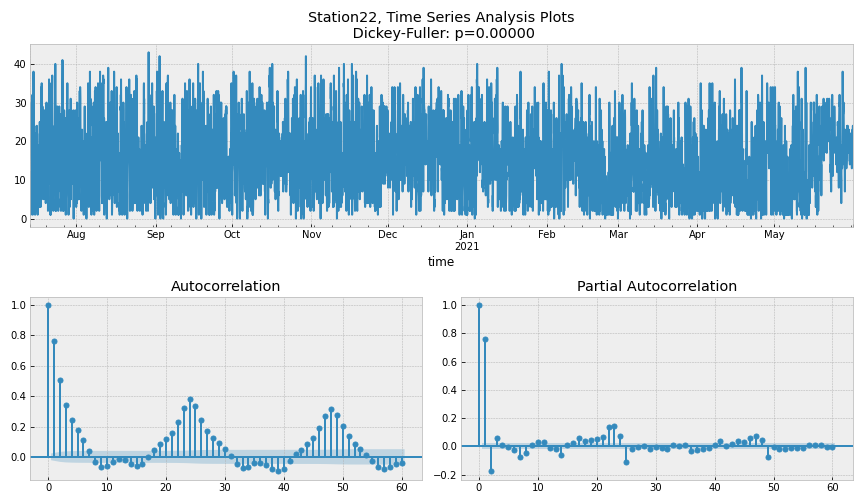 Station22, Time Series Analysis Plots
Dickey-Fuller: p=0.00000
40
30
20
10
0
Aug Sep Oct Nov Dec Jan Feb Mar Apr May
2021
time
Autocorrelation
1.0
0.8
0.6
0.4
0.2
0.0
0 10 20 30 40 50 60
Partial Autocorrelation
1.0
0.8
0.6
0.4
0.2
0.0
−0.2
0 10 20 30 40 50 60